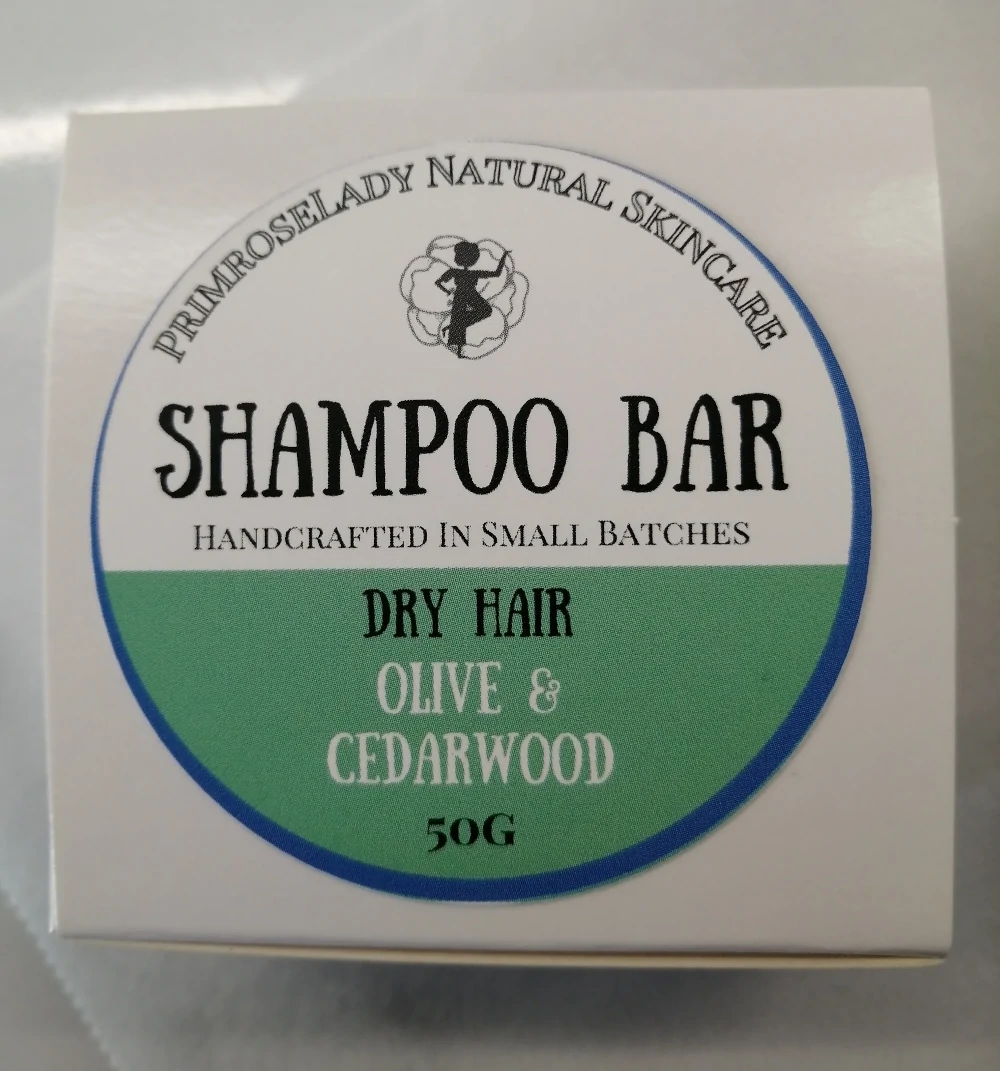 PRIMROSELADY NATURAL SKINCARE
SHAMPOO BAR
HANDCRAFTED IN SMALL BATCHES
DRY HAIR
OLIVE &
CEDARWOOD
50G